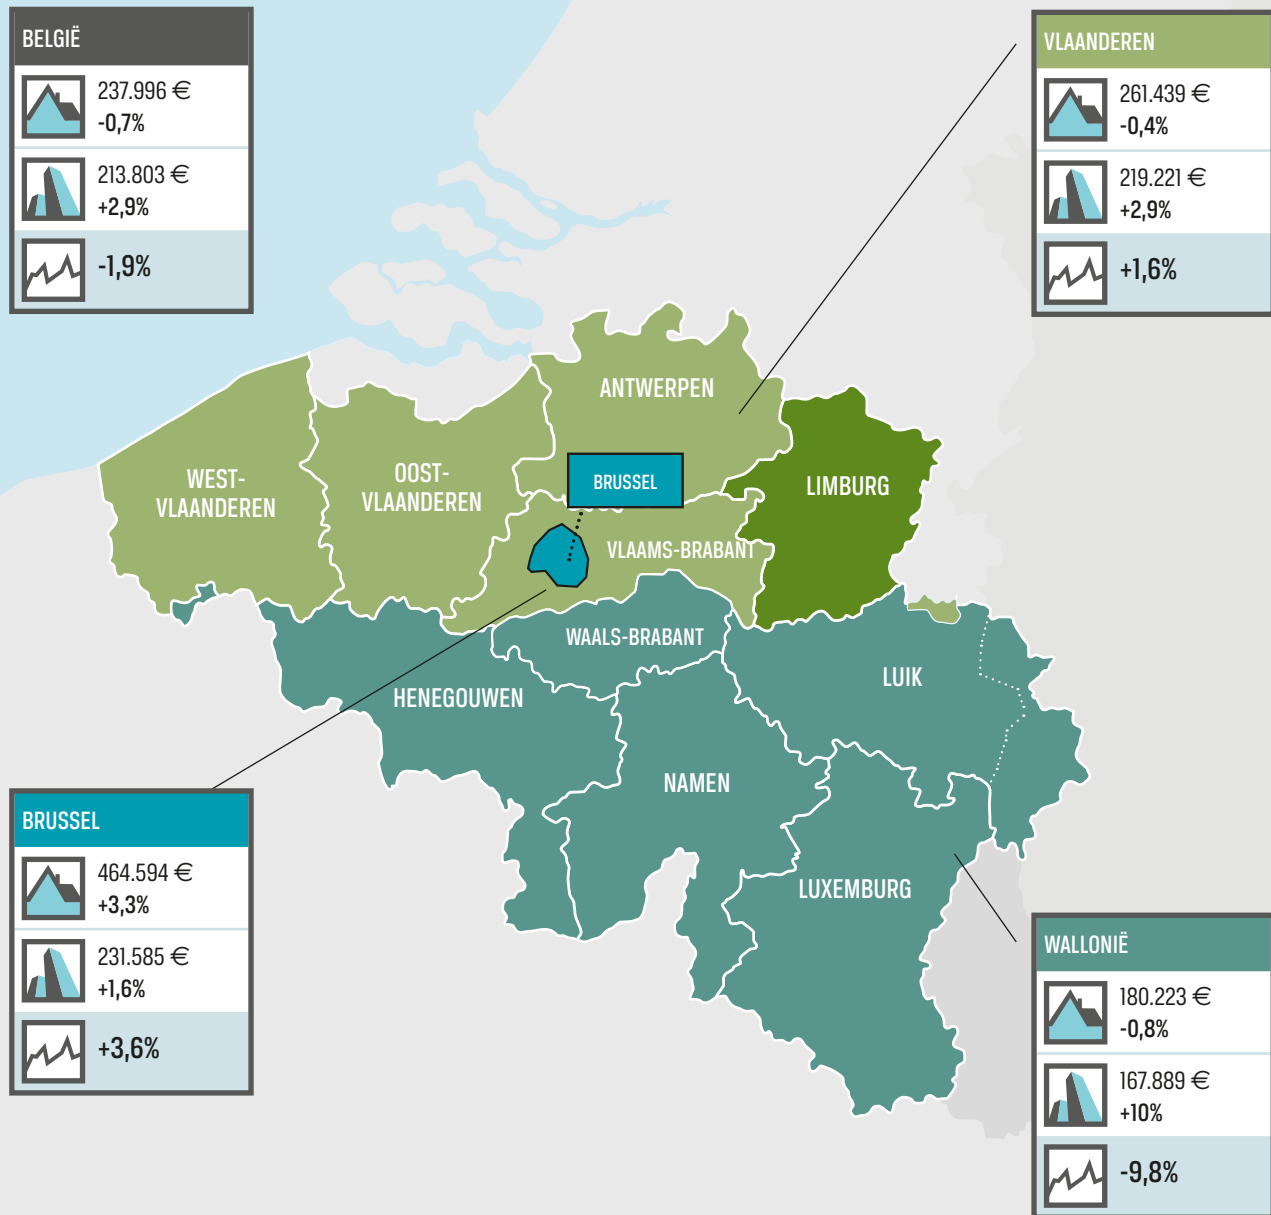 BELGIË
237.996 €
-0,7%
213.803 €
+2,9%
-1,9%
VLAANDEREN
261.439 €
-0,4%
219.221 €
+2,9%
+1,6%
ANTWERPEN
WEST-
VLAANDEREN
OOST-
VLAANDEREN
BRUSSEL
LIMBURG
VLAAMS-BRABANT
WAALS-BRABANT
HENEGOUWEN
LUIK
NAMEN
LUXEMBURG
BRUSSEL
464.594 €
+3,3%
231.585 €
+1,6%
+3,6%
WALLONIË
180.223 €
-0,8%
167.889 €
+10%
-9,8%